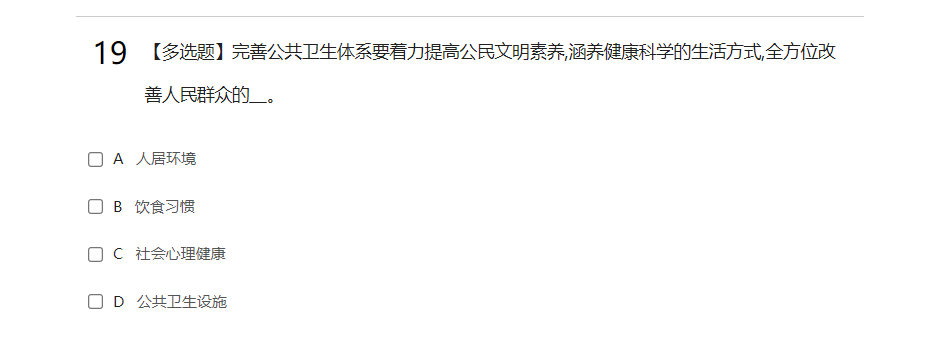 19 【多选题】完善公共卫生体系要着力提高公民文明素养,涵养健康科学的生活方式,全方位改
善人民群众的__。
A 人居环境
B 饮食习惯
C 社会心理健康
D 公共卫生设施